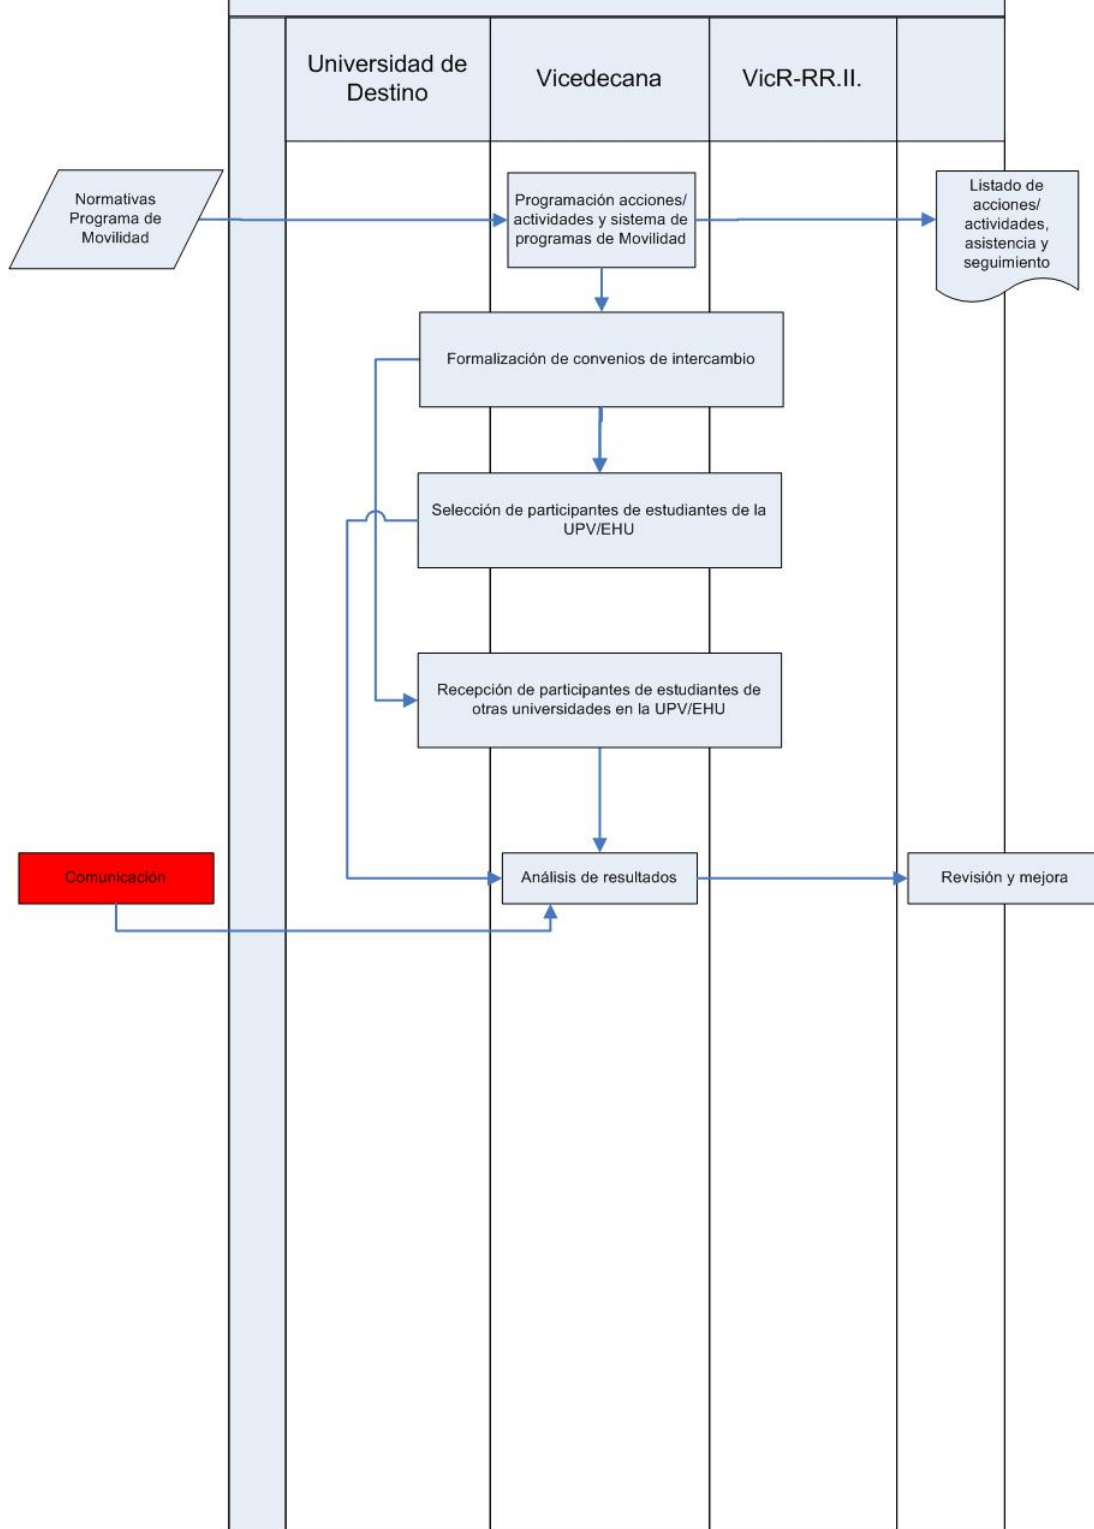 Universidad de
Destino
Vicedecana
VicR-RR.II.
Normativas
Programa de
Movilidad
Programación acciones/
actividades y sistema de
programas de Movilidad
Listado de
acciones/
actividades,
asistencia y
seguimiento
Formalización de convenios de intercambio
Selección de participantes de estudiantes de la
UPV/EHU
Recepción de participantes de estudiantes de
otras universidades en la UPV/EHU
Comunicación
Análisis de resultados
Revisión y mejora